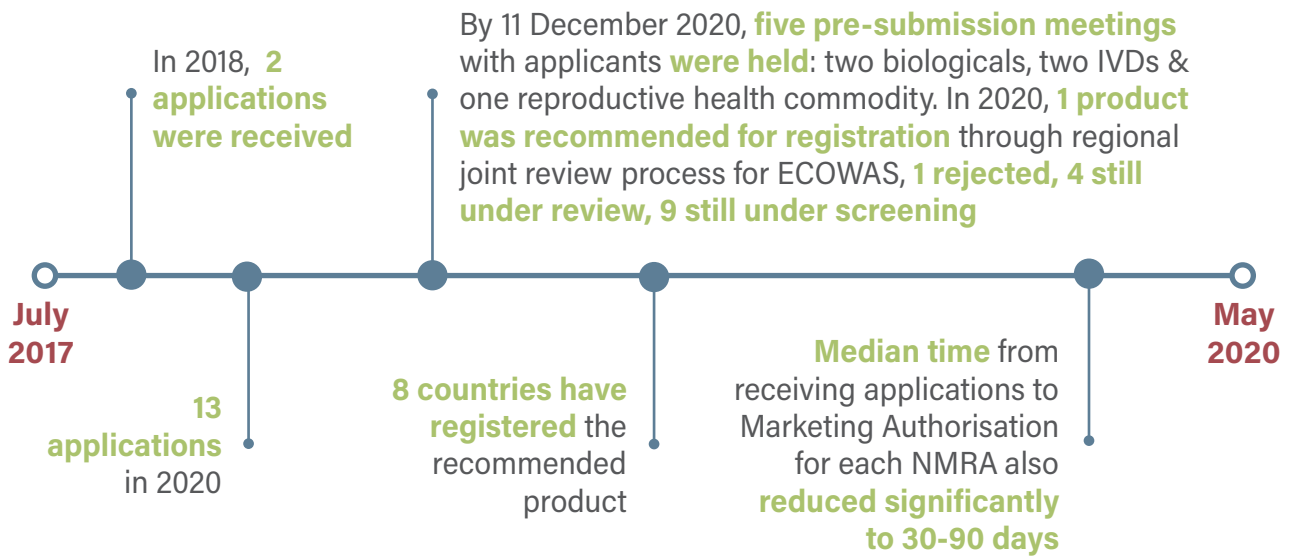 In 2018, 2
applications
were received
By 11 December 2020, five pre-submission meetings
with applicants were held: two biologicals, two IVDs &
one reproductive health commodity. In 2020, 1 product
was recommended for registration through regional
joint review process for ECOWAS, 1 rejected, 4 still
under review, 9 still under screening
July
2017
May
2020
13
applications
in 2020
8 countries have
registered the
recommended
product
Median time from
receiving applications to
Marketing Authorisation
for each NMRA also
reduced significantly
to 30-90 days